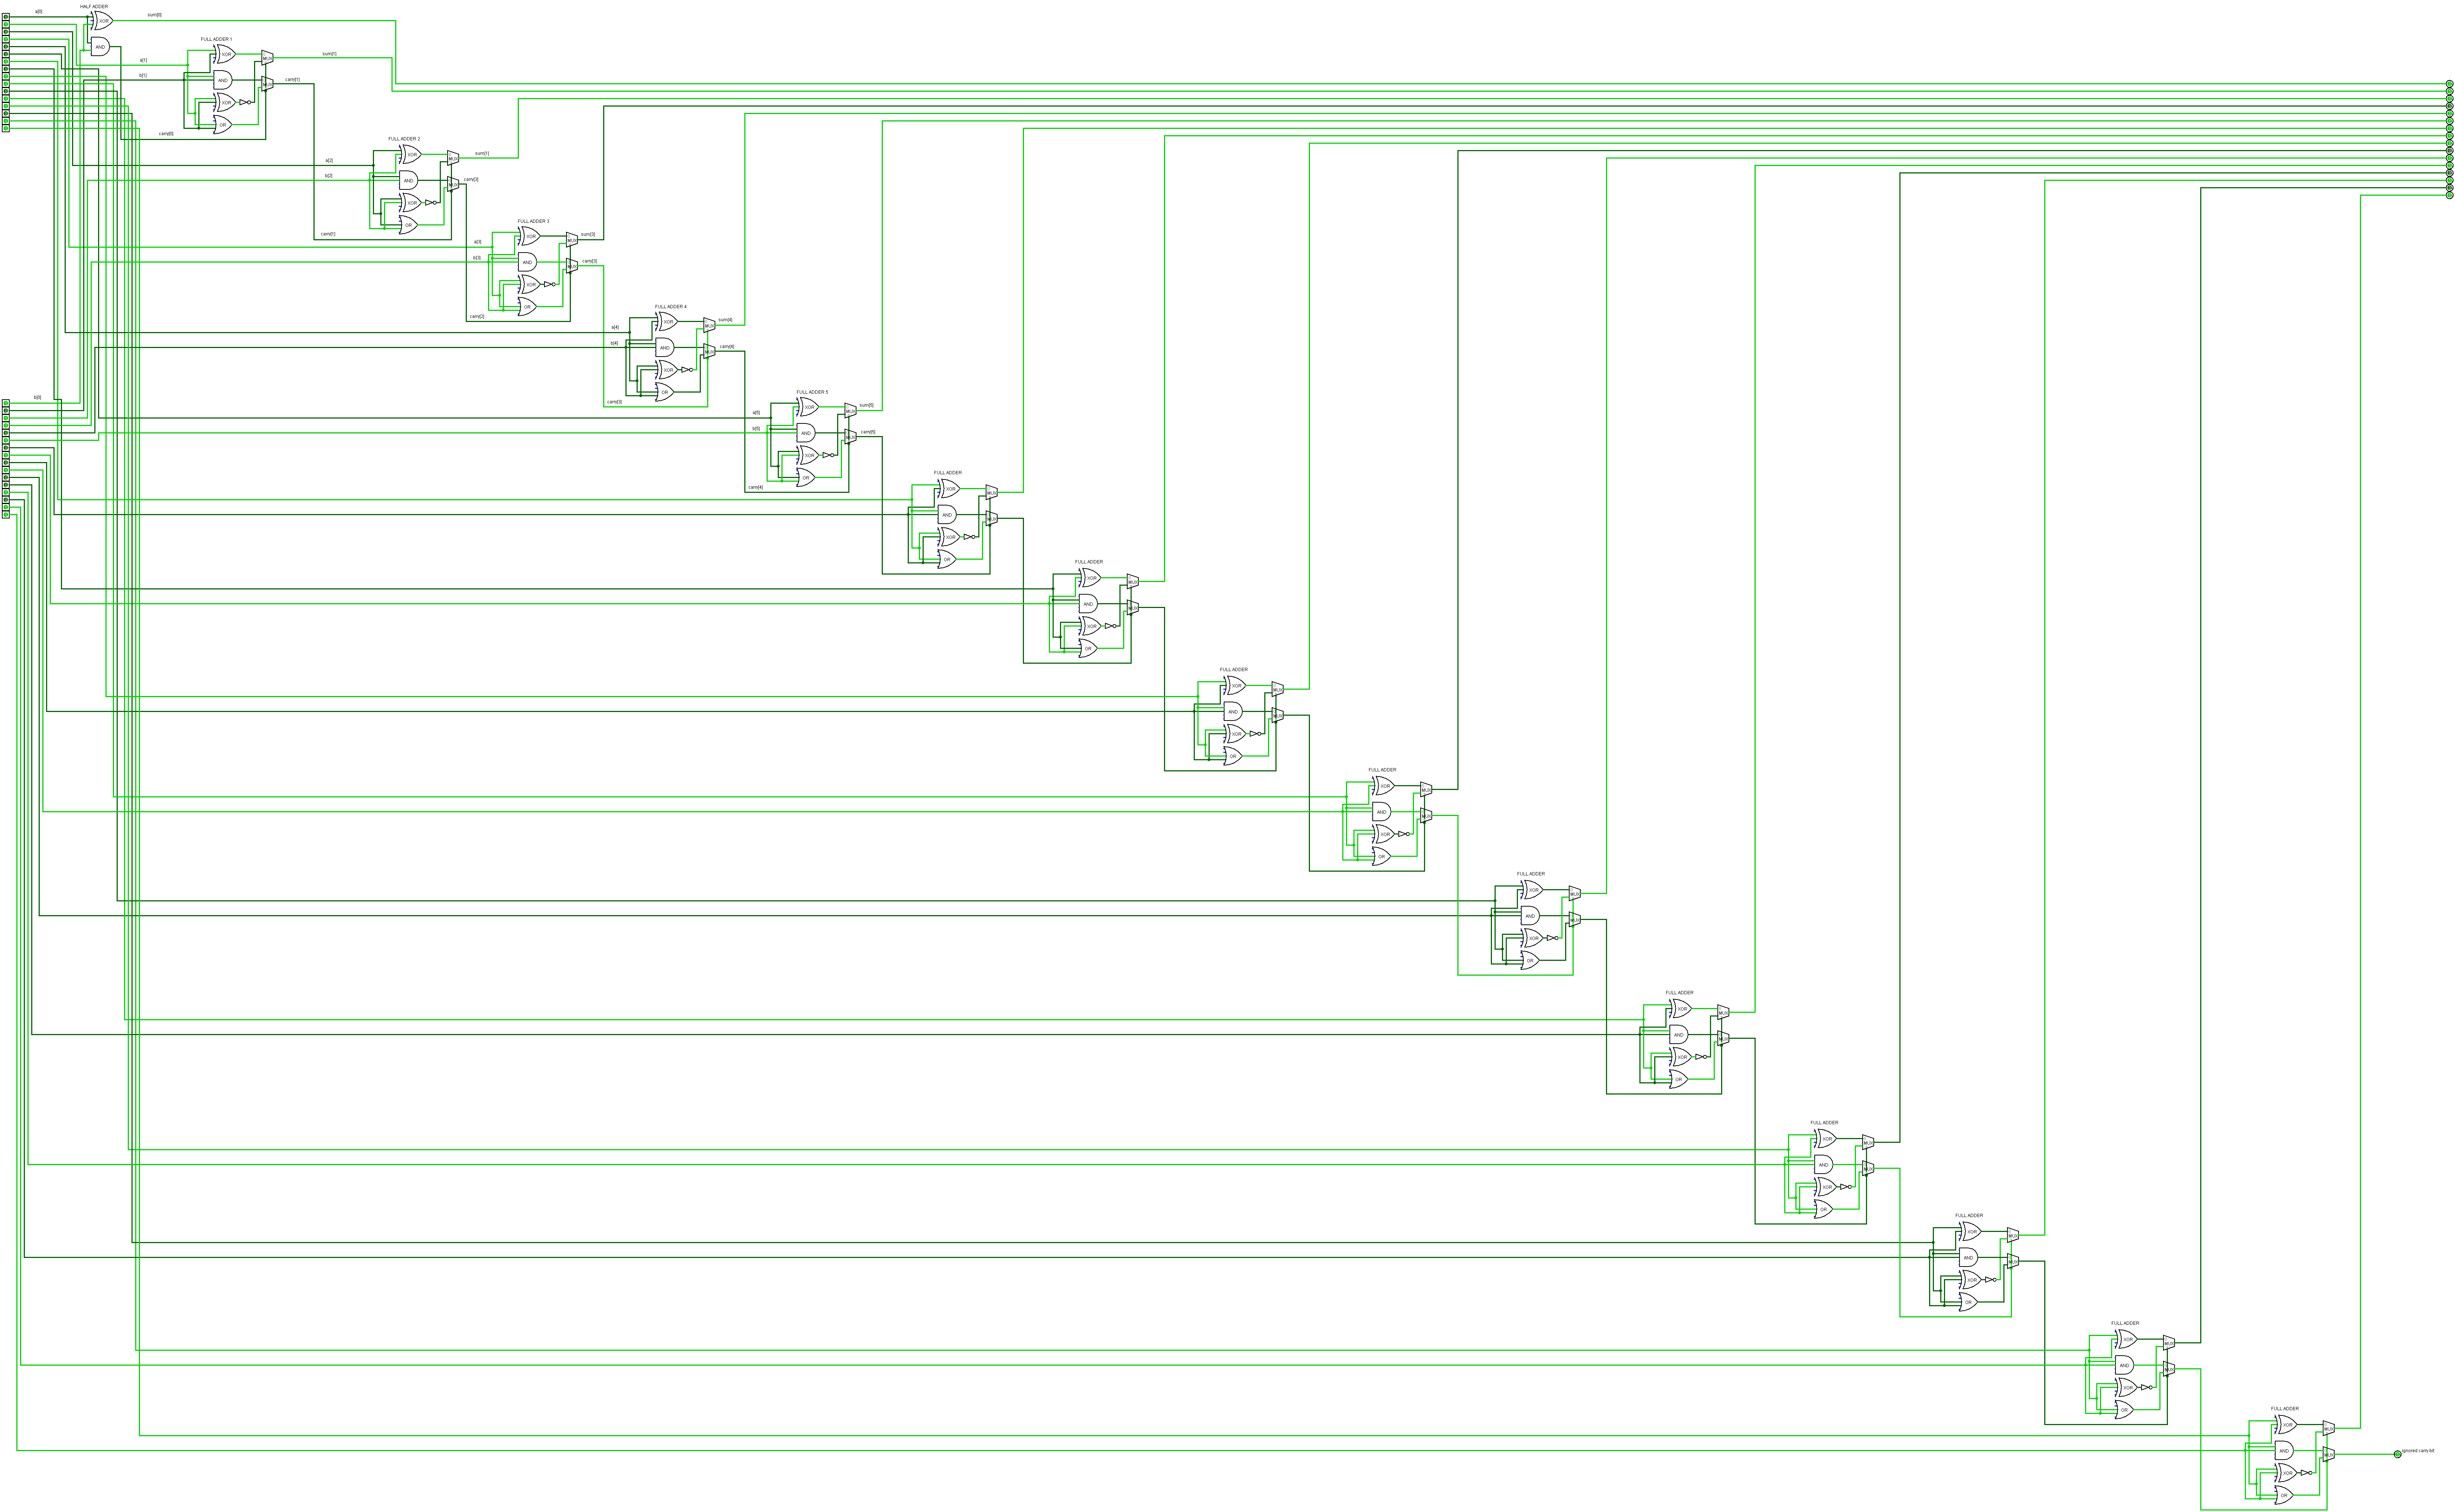 HALF ADDER
a[0]
XOR
sum[0]
AND
FULL ADDER 1
a[1]
b[1]
XOR
MUX
sum[1]
AND
MUX
carry[1]
XOR
OR
carry[0]
FULL ADDER 2
a[2]
b[2]
XOR
MUX
sum[1]
AND
MUX
carry[3]
XOR
OR
carry[1]
FULL ADDER 3
a[3]
b[3]
XOR
MUX
sum[3]
AND
MUX
carry[3]
XOR
OR
carry[2]
FULL ADDER 4
a[4]
b[4]
XOR
MUX
sum[4]
AND
MUX
carry[4]
XOR
OR
carry[3]
b[0]
FULL ADDER 5
a[5]
b[5]
XOR
MUX
sum[5]
AND
MUX
carry[5]
XOR
OR
carry[4]
FULL ADDER
XOR
MUX
AND
MUX
XOR
OR
FULL ADDER
XOR
MUX
AND
MUX
XOR
OR
FULL ADDER
XOR
MUX
AND
MUX
XOR
OR
FULL ADDER
XOR
MUX
AND
MUX
XOR
OR
FULL ADDER
XOR
MUX
AND
MUX
XOR
OR
FULL ADDER
XOR
MUX
AND
MUX
XOR
OR
FULL ADDER
XOR
MUX
AND
MUX
XOR
OR
FULL ADDER
XOR
MUX
AND
MUX
XOR
OR
FULL ADDER
XOR
MUX
AND
MUX
XOR
OR
FULL ADDER
XOR
MUX
AND
MUX
XOR
OR
ignored carry bit